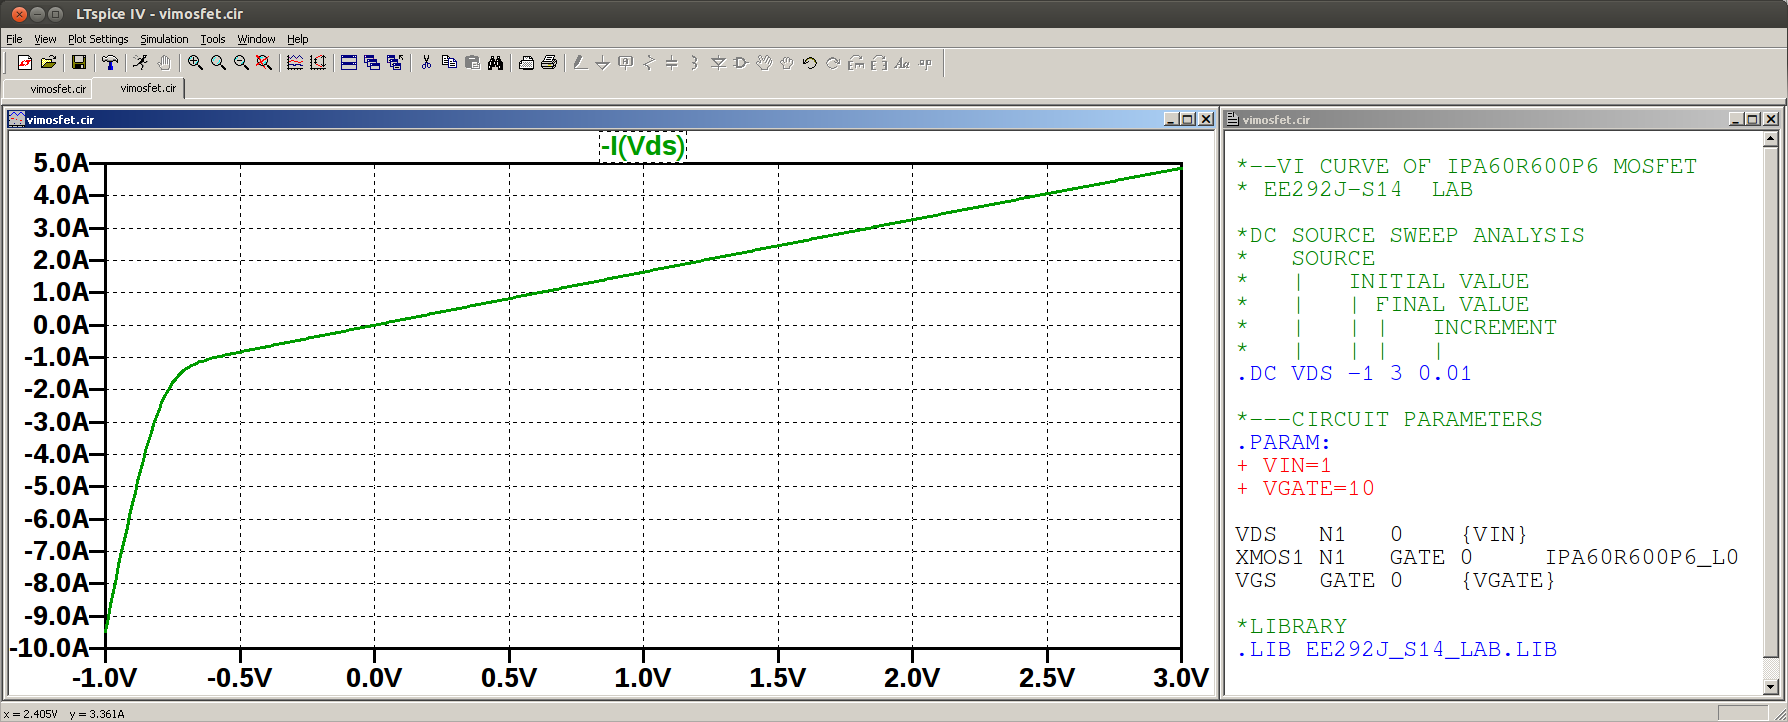 LTspice IV - vimosfet.cir
File View Plot Settings Simulation Tools Window Help
vimosfet.cir vimosfet.cir
vimosfet.cir
-I(Vds)
5.0A
4.0A
3.0A
2.0A
1.0A
0.0A
-1.0A
-2.0A
-3.0A
-4.0A
-5.0A
-6.0A
-7.0A
-8.0A
-9.0A
-10.0A
-1.0V -0.5V 0.0V 0.5V 1.0V 1.5V 2.0V 2.5V 3.0V
vimosfet.cir
*--VI CURVE OF IPA60R600P6 MOSFET
* EE292J-S14 LAB
*DC SOURCE SWEEP ANALYSIS
* SOURCE
* | INITIAL VALUE
* | | FINAL VALUE
* | | | INCREMENT
* | | | |
.DC VDS -1 3 0.01
*---CIRCUIT PARAMETERS
.PARAM:
+ VIN=1
+ VGATE=10
VDS N1 0 {VIN}
XMOS1 N1 GATE 0 IPA60R600P6_L0
VGS GATE 0 {VGATE}
*LIBRARY
.LIB EE292J_S14_LAB.LIB
x = 2.405V y = 3.361A